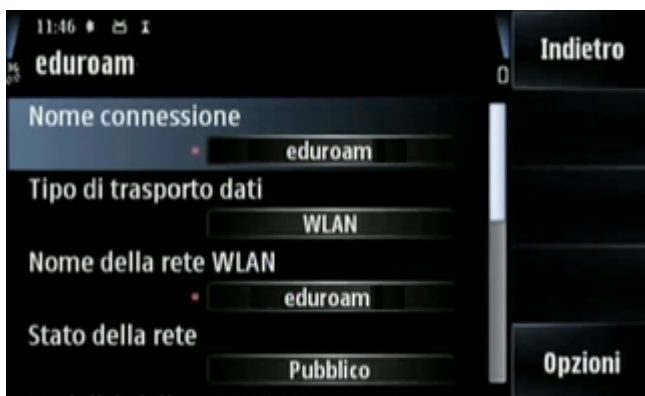 11:46
eduroam
Indietro
Nome connessione
eduroam
Tipo di trasporto dati
WLAN
Nome della rete WLAN
eduroam
Stato della rete
Pubblico
Opzioni